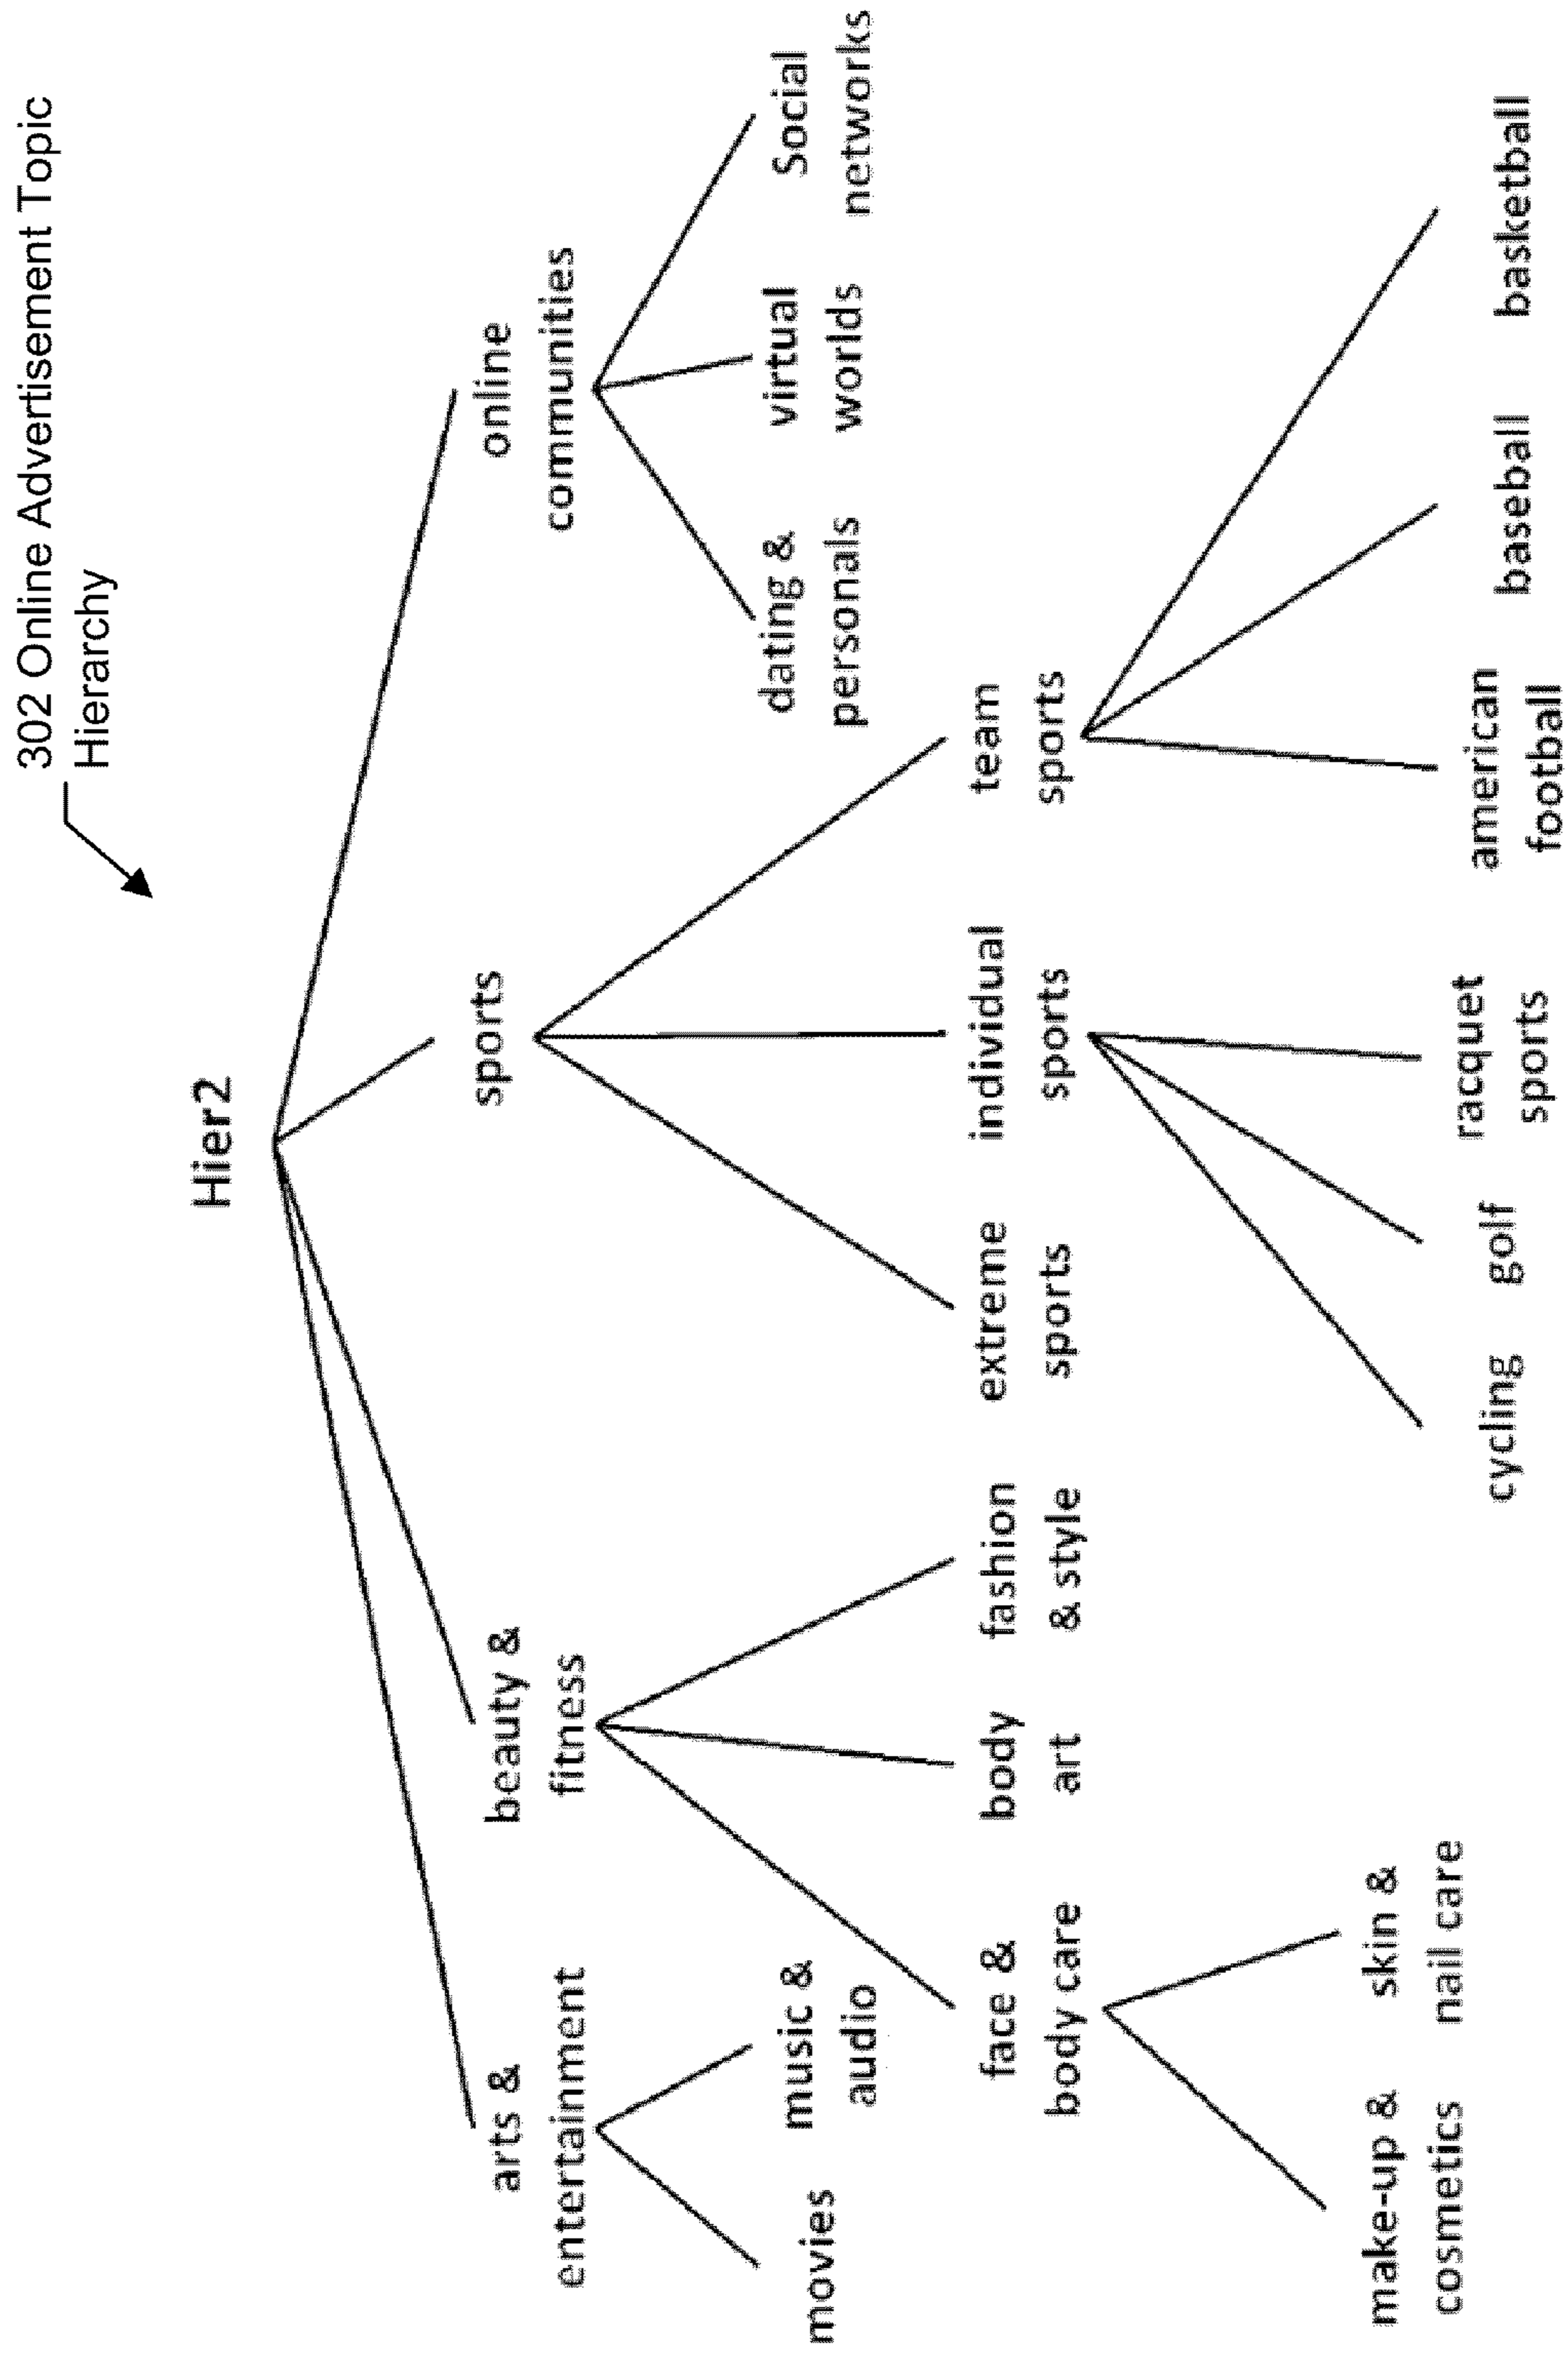 302 Online Advertisement Topic
Hierarchy
Hier2
arts &
entertainment
beauty &
fitness
sports
online
communities
movies
music &
audio
dating &
personals
virtual
worlds
Social
networks
face &
body care
body
art
fashion
& style
extreme
sports
individual
sports
team
sports
make-up &
cosmetics
skin &
nail care
cycling
golf
racquet
sports
american
football
baseball
basketball